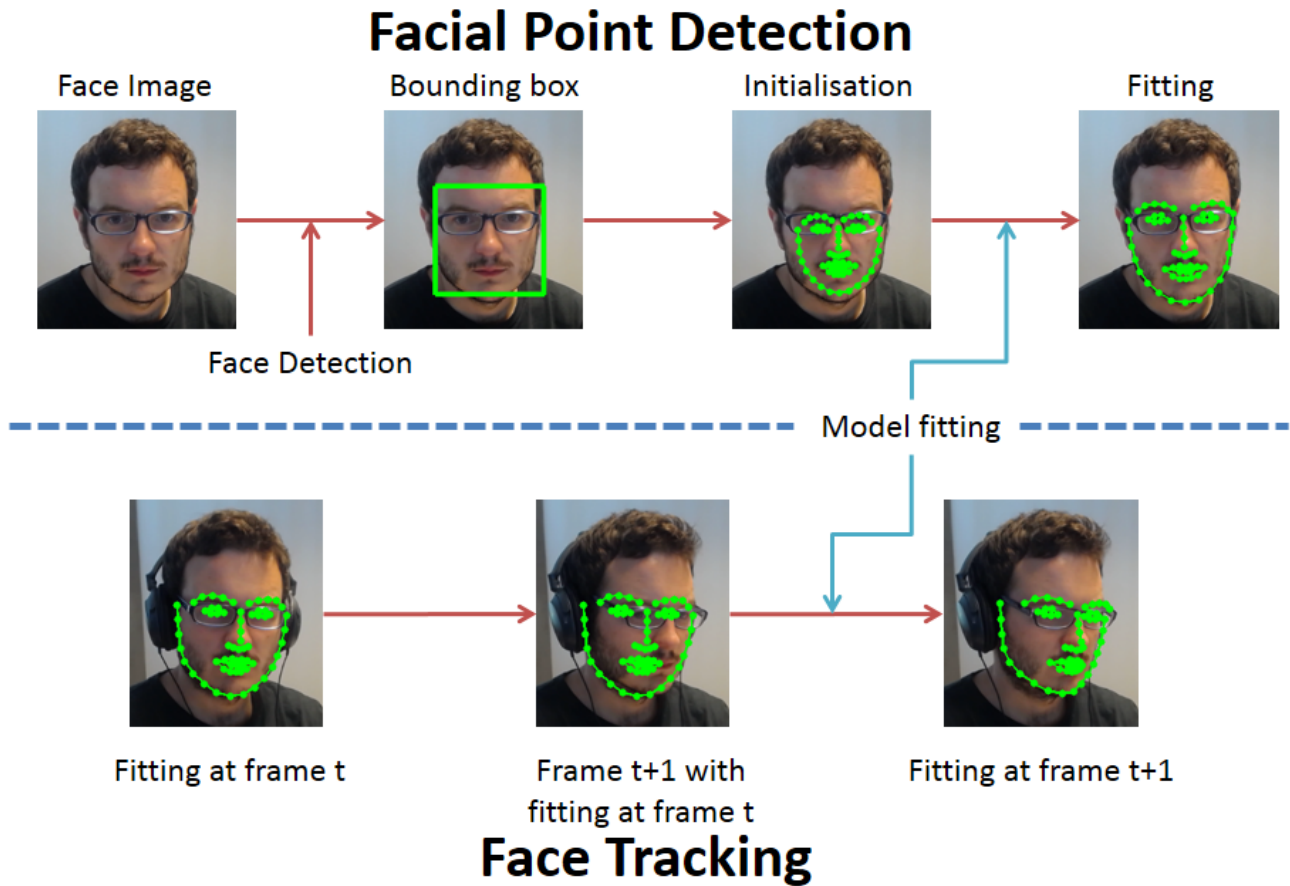 Facial Point Detection
Face Image
Bounding box
Initialisation
Fitting
Face Detection
Model fitting
Fitting at frame t
Frame t+1 with
fitting at frame t
Fitting at frame t+1
Face Tracking